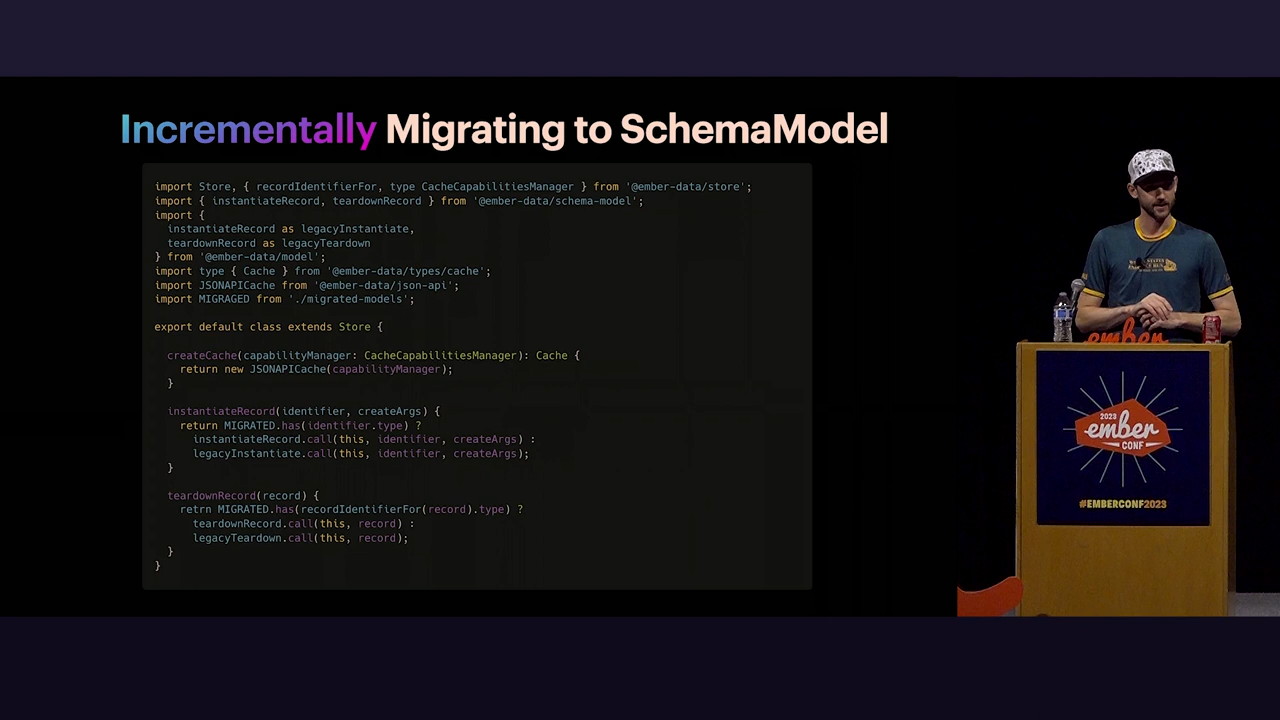 Incrementally Migrating to SchemaModel
import Store, { recordIdentifierFor, type CacheCapabilitiesManager } from '@ember-data/store';
import { instantiateRecord, teardownRecord } from '@ember-data/schema-model';
import {
  instantiateRecord as legacyInstantiate,
  teardownRecord as legacyTeardown
} from '@ember-data/model';
import type { Cache } from '@ember-data/types/cache';
import JSONAPICache from '@ember-data/json-api';
import MIGRAGED from './migrated-models';
export default class extends Store {
  createCache(capabilityManager: CacheCapabilitiesManager): Cache {
    return new JSONAPICache(capabilityManager);
  }
  instantiateRecord(identifier, createArgs) {
    return MIGRATED.has(identifier.type) ?
      instantiateRecord.call(this, identifier, createArgs) :
      legacyInstantiate.call(this, identifier, createArgs);
  }
  teardownRecord(record) {
    retrn MIGRATED.has(recordIdentifierFor(record).type) ?
      teardownRecord.call(this, record) :
      legacyTeardown.call(this, record);
  }
}
ember
2023
ember
CONF
#EMBERCONF2023